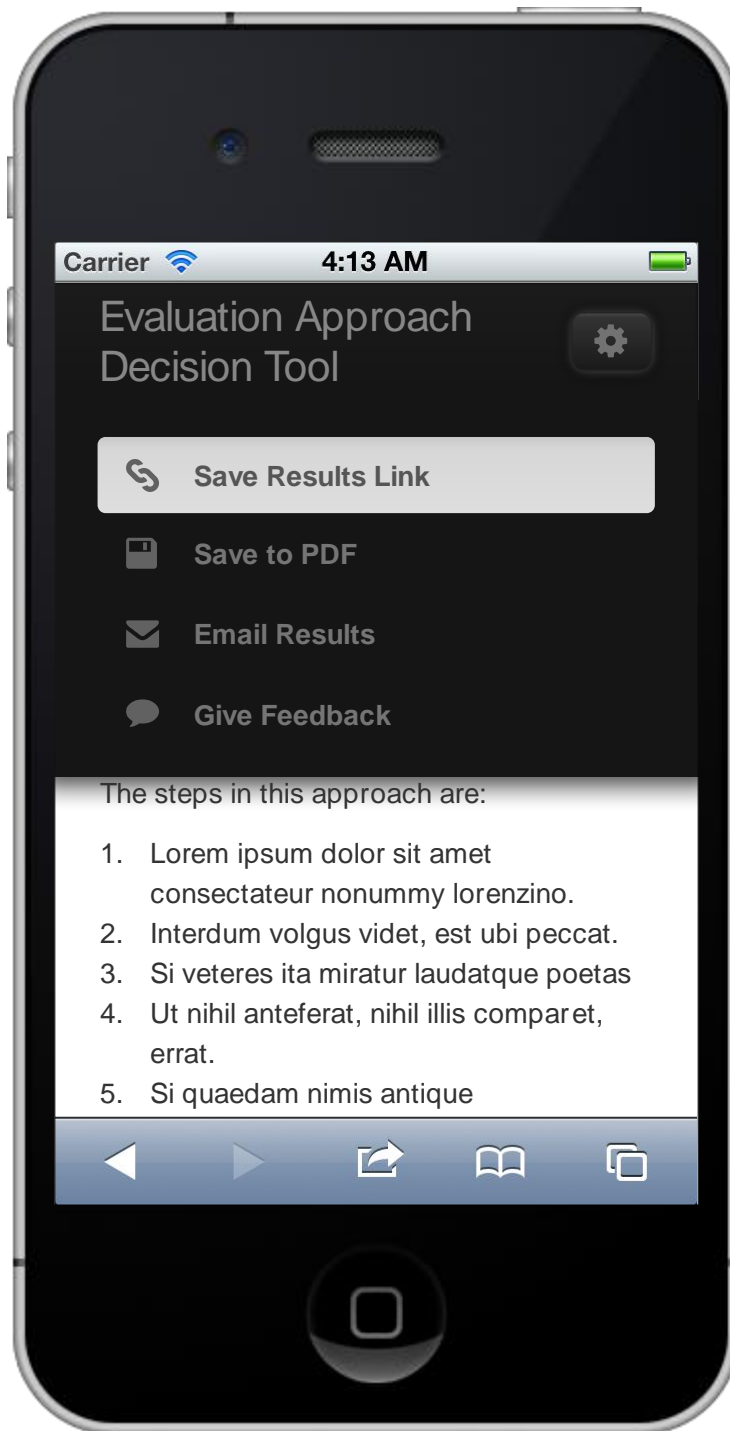 Carrier 4:13 AM
Evaluation Approach
Decision Tool
Save Results Link
Save to PDF
Email Results
Give Feedback
The steps in this approach are:
1. Lorem ipsum dolor sit amet
consectateur nonummy lorenzino.
2. Interdum volgus videt, est ubi peccat.
3. Si veteres ita miratur laudatque poetas
4. Ut nihil anteferat, nihil illis comparet,
errat.
5. Si quaedam nimis antique